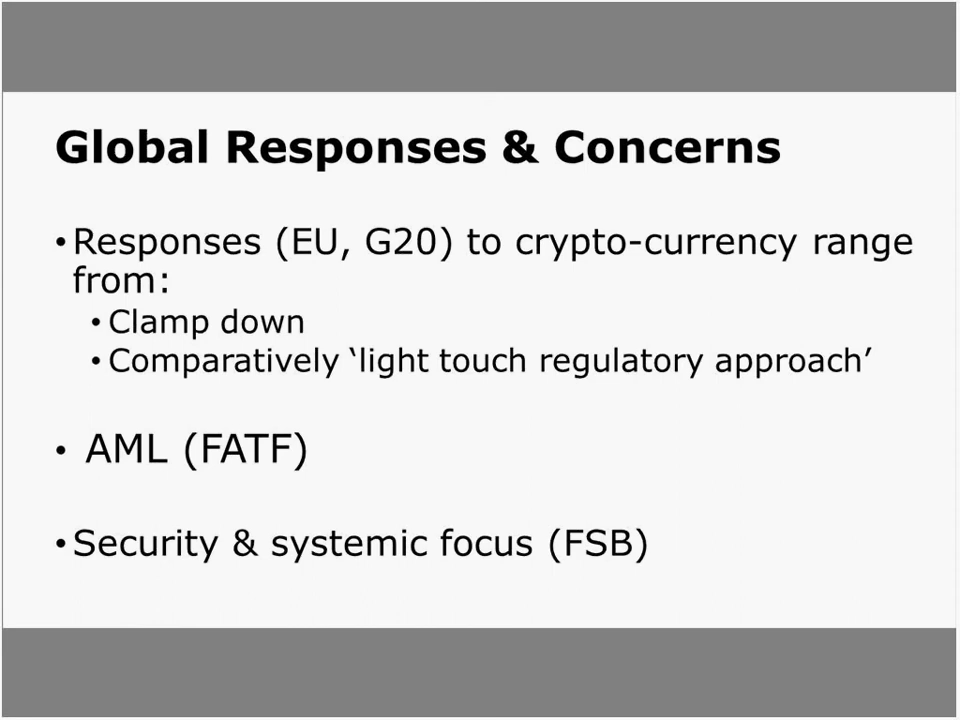 Global Responses & Concerns
•Responses (EU, G20) to crypto-currency range
from:
•Clamp down
•Comparatively ‘light touch regulatory approach’
• AML (FATF)
•Security & systemic focus (FSB)